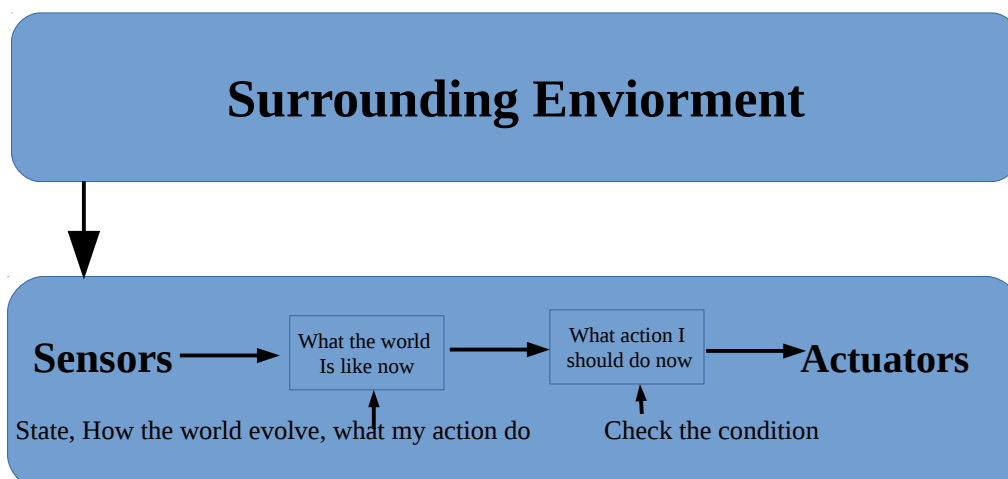 Surrounding Enviorment
Sensors
What the world
Is like now
What action I
should do now
Actuators
State, How the world evolve, what my action do
Check the condition